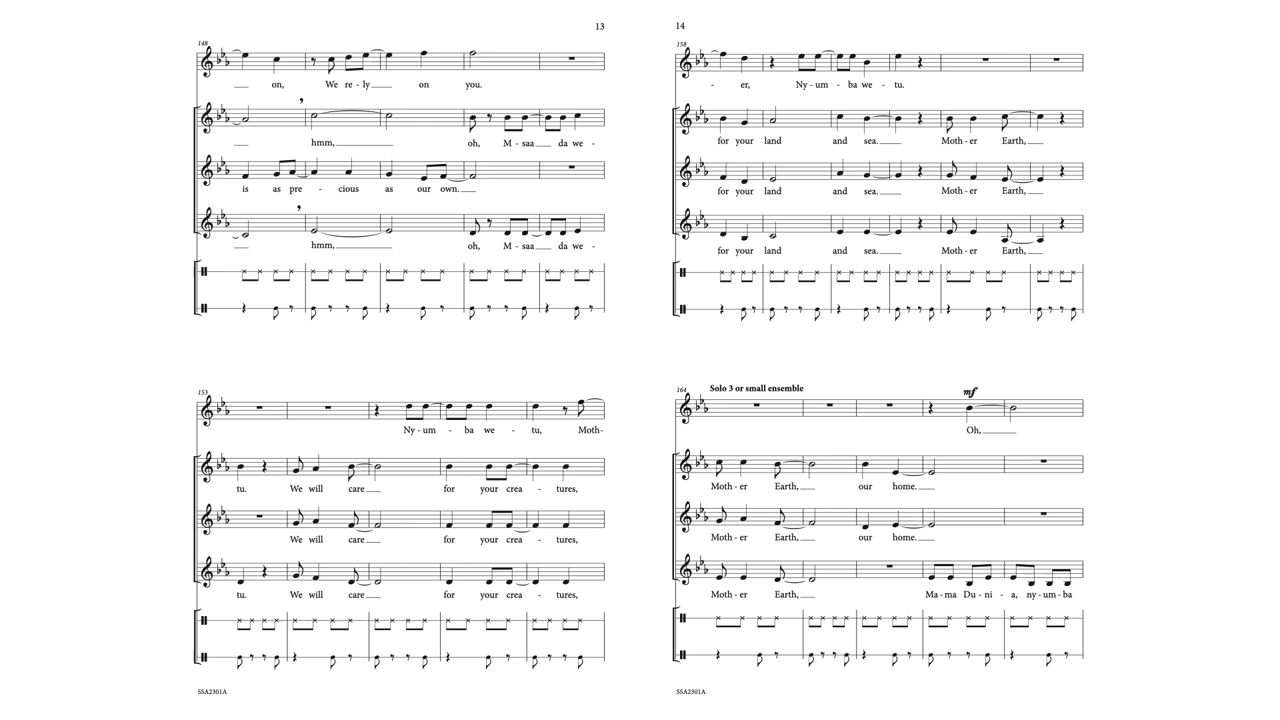 13
148
on, We re - ly on you.
hmm, oh, M - saa da we -
is as pre - cious as our own.
hmm, oh, M - saa da we -
153
Ny - um - ba we - tu, Moth-
tu. We will care for your crea - tures,
We will care for your crea - tures,
tu. We will care for your crea - tures,
SSA2301A
14
158
- er, Ny - um - ba we - tu.
for your land and sea. Moth - er Earth,
for your land and sea. Moth - er Earth,
for your land and sea. Moth - er Earth,
164
Solo 3 or small ensemble
mf
Oh,
Moth - er Earth, our home.
Moth - er Earth, our home.
Moth - er Earth, Ma - ma Du - ni - a, ny - um - ba
SSA2301A